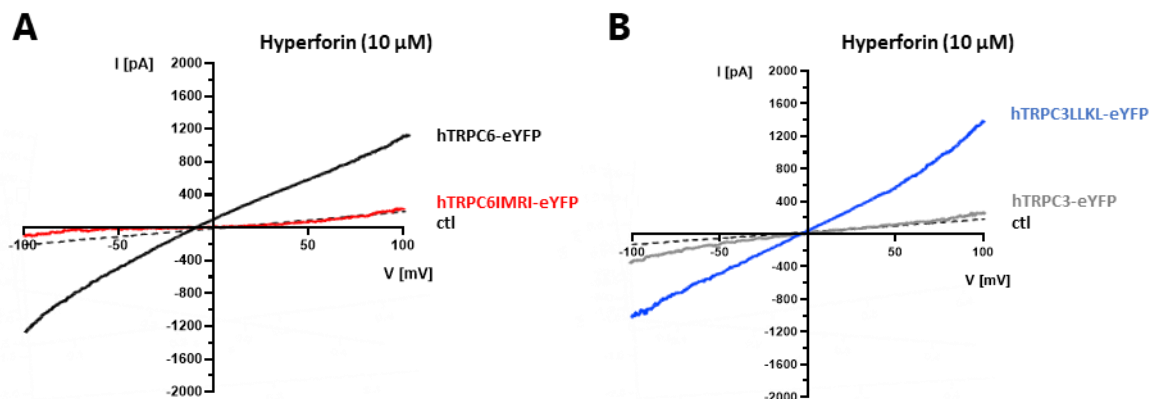 A
Hyperforin (10 µM)
I [pA]
2000
1600
1200
800
400
-400
-800
-1200
-1600
-2000
-100
-50
50
100
V [mV]
hTRPC6-eYFP
hTRPC6IMRI-eYFP
ctl
B
Hyperforin (10 µM)
I [pA]
2000
1600
1200
800
400
-400
-800
-1200
-1600
-2000
-100
-50
50
100
V [mV]
hTRPC3LLKL-eYFP
hTRPC3-eYFP
ctl